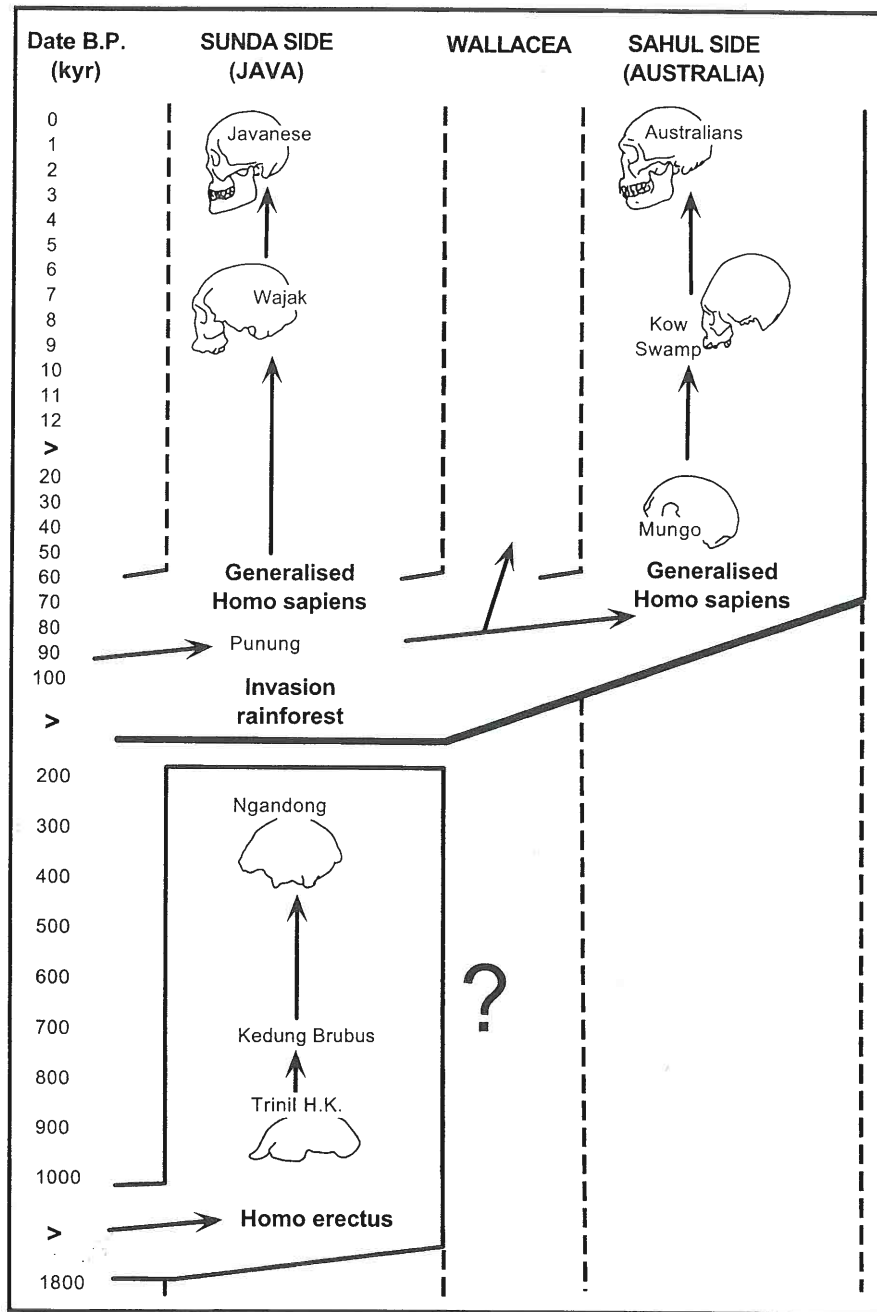 Date B.P.
(kyr)
SUNDA SIDE
(JAVA)
WALLACEA
SAHUL SIDE
(AUSTRALIA)
0
1
2
3
4
5
6
7
8
9
10
11
12
>
20
30
40
50
60
70
80
90
100
>
200
300
400
500
600
700
800
900
1000
>
1800
Javanese
Wajak
Generalised
Homo sapiens
Punung
Invasion
rainforest
Ngandong
Kedung Brubus
Trinil H.K.
Homo erectus
?
Australians
Kow
Swamp
Mungo
Generalised
Homo sapiens